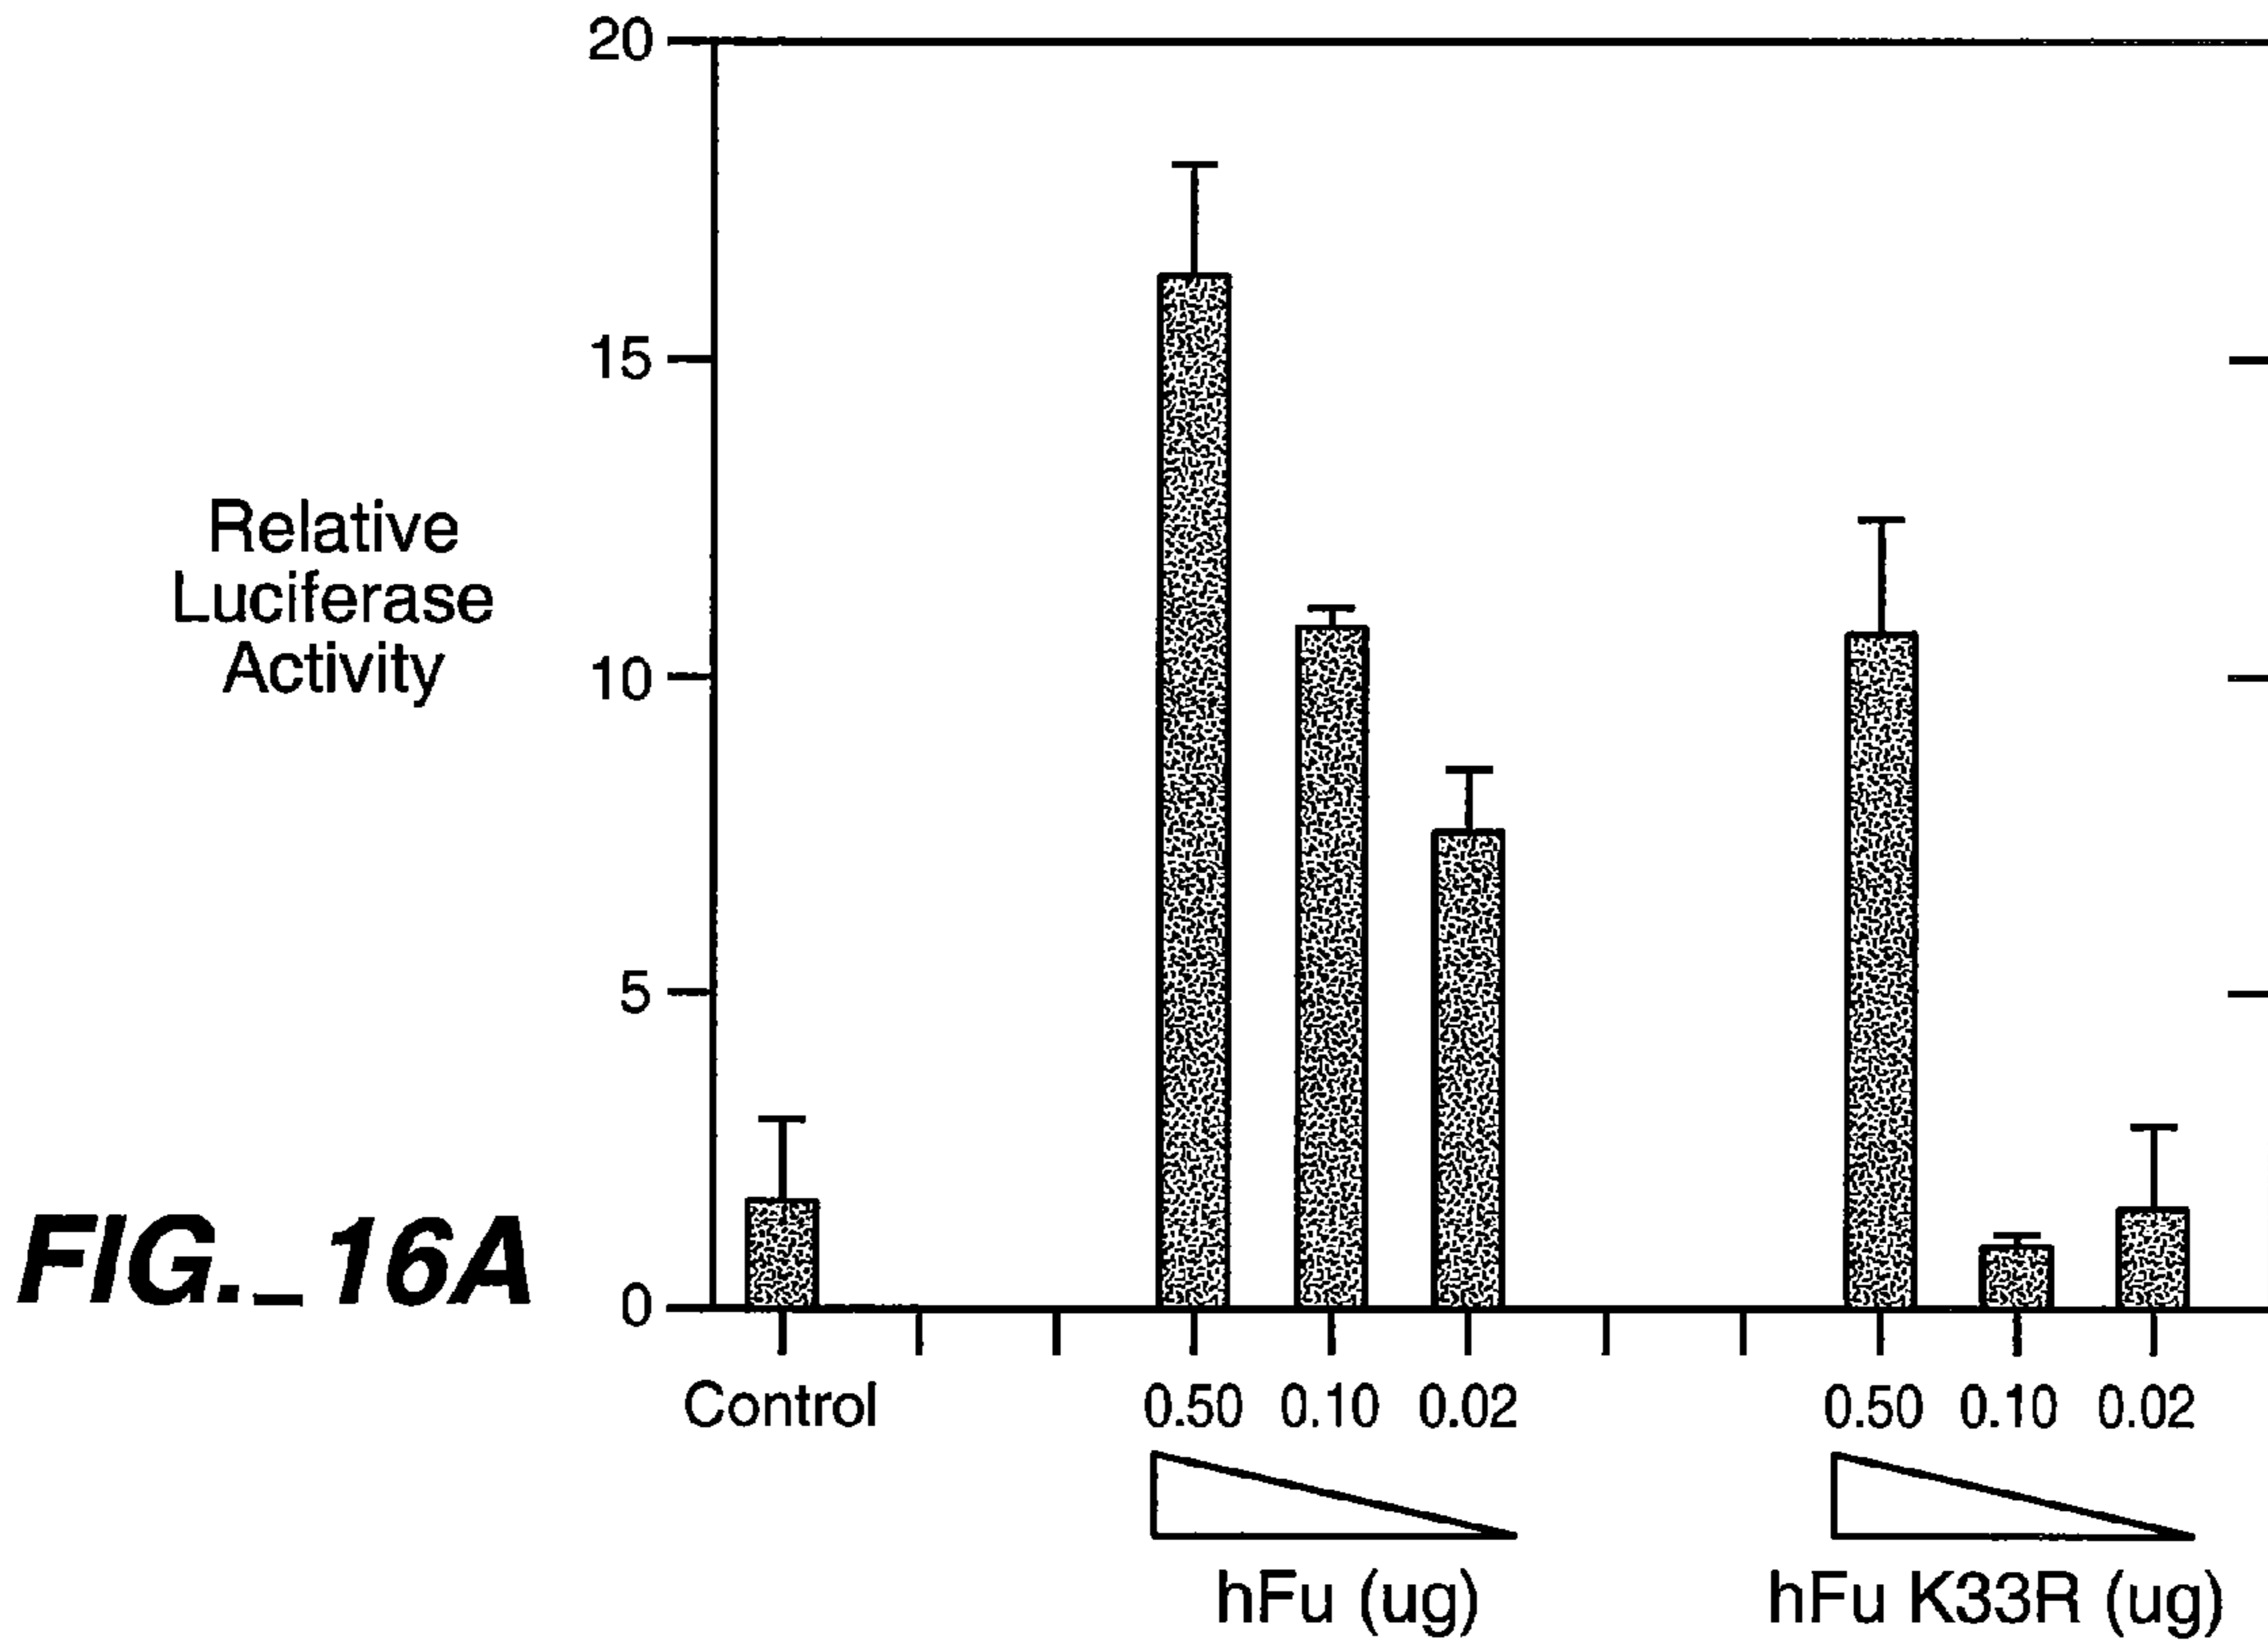 20
15
10
5
0
Relative
Luciferase
Activity
FIG._16A
Control 0.50 0.10 0.02 0.50 0.10 0.02
hFu (ug) hFu K33R (ug)